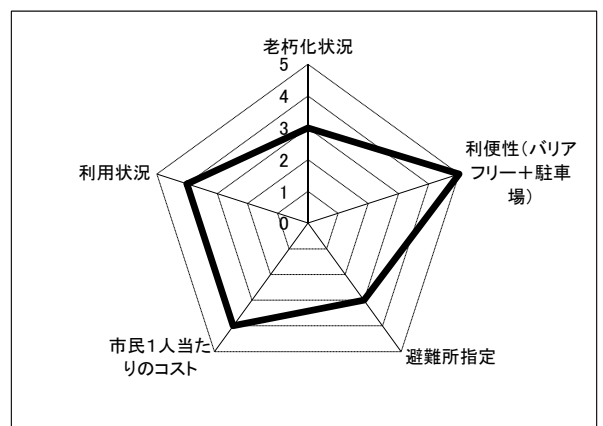 老朽化状況
5
4
3
2
1
0
利便性(バリア
フリー＋駐車
場)
避難所指定
市民１人当た
りのコスト
利用状況